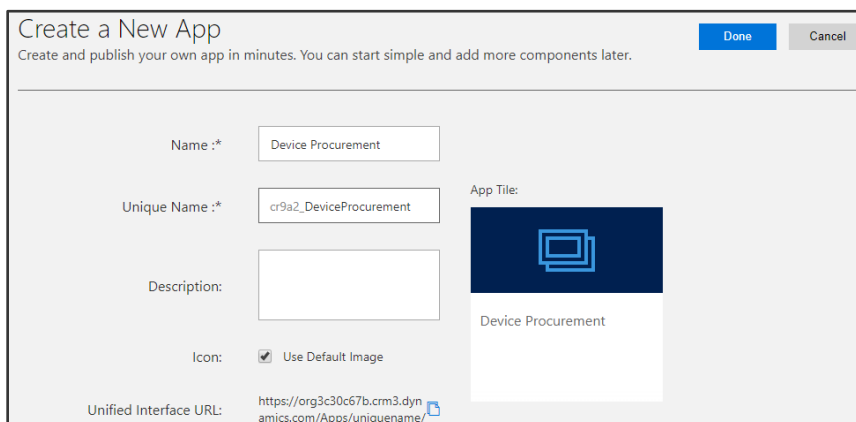 Create a New App
Create and publish your own app in minutes. You can start simple and add more components later.
Done
Cancel
Name :*
Device Procurement
Unique Name :*
cr9a2_DeviceProcurement
App Tile:
Device Procurement
Description:
Icon:
Use Default Image
Unified Interface URL:
https://org3c30c67b.crm3.dyn
amics.com/Apps/uniquename/